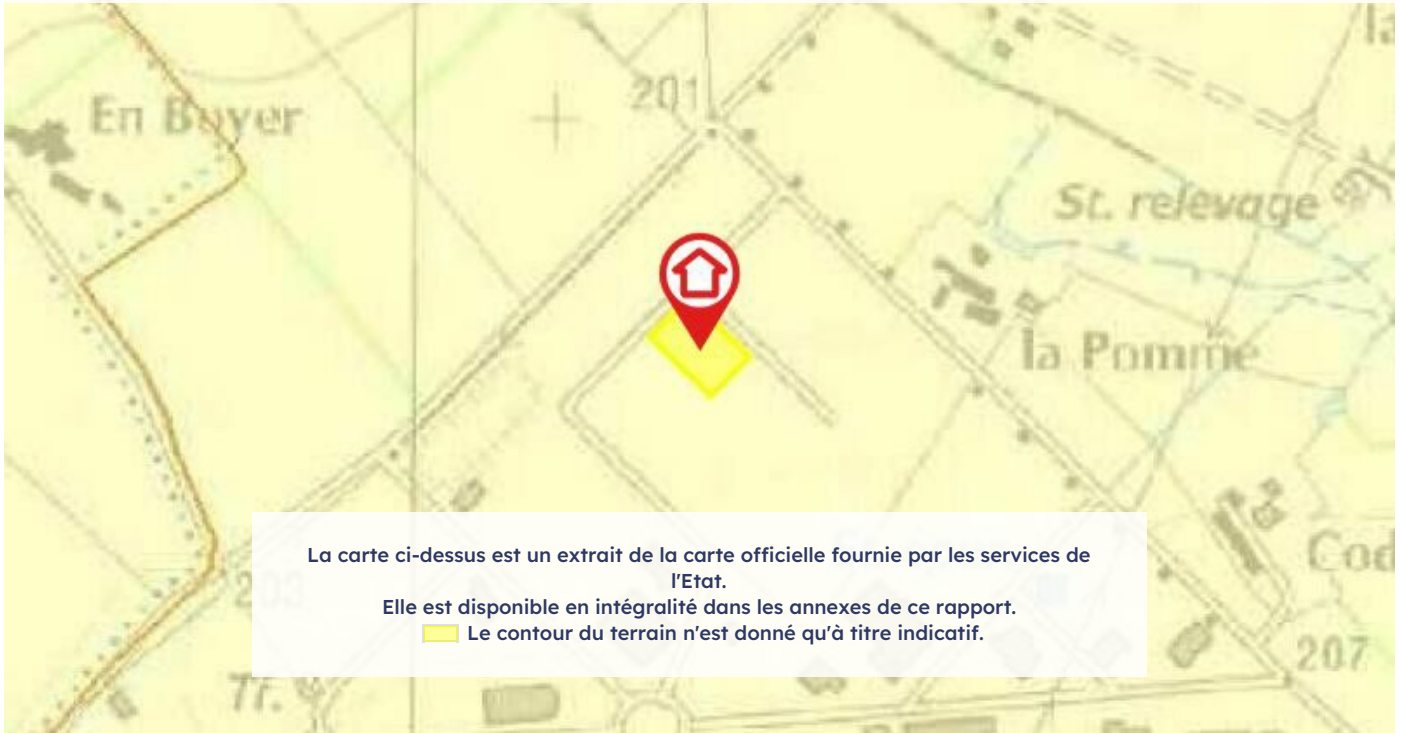 201
En Boyer
St. relevage
la Pomme
La carte ci-dessus est un extrait de la carte officielle fournie par les services de
l'Etat.
Elle est disponible en intégralité dans les annexes de ce rapport.
Le contour du terrain n'est donné qu'à titre indicatif.
Cod
203
207
Tr.